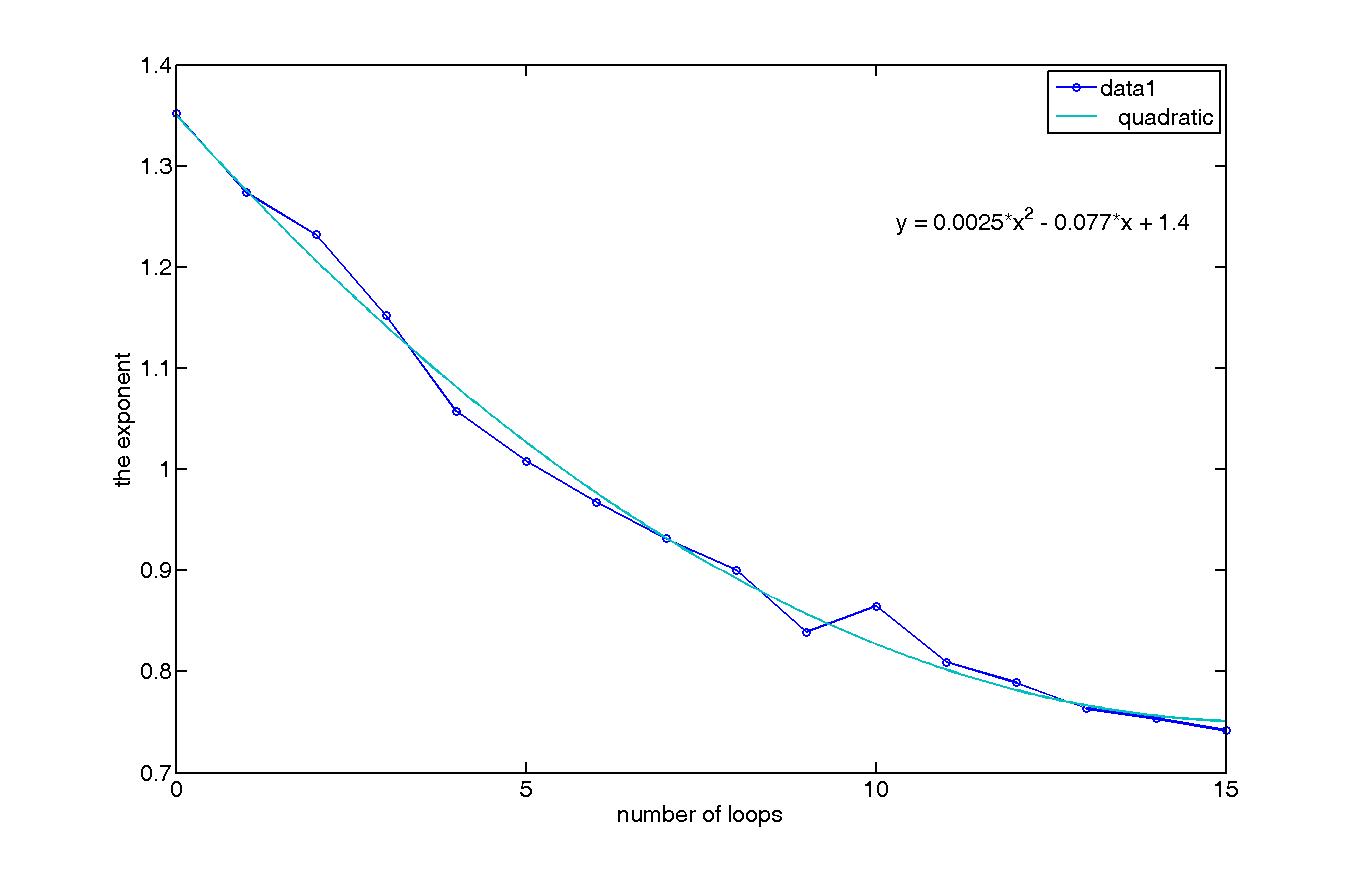 1.4
1.3
1.2
1.1
1
0.9
0.8
0.7
0
5
10
15
the exponent
number of loops
data1
quadratic
y = 0.0025*x² - 0.077*x + 1.4